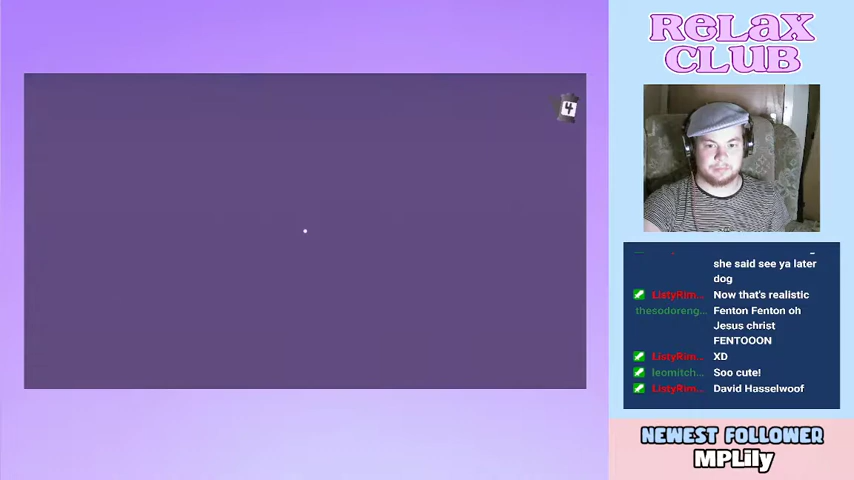 RELAX
CLUB
4
she said see ya later
dog
ListyRim... Now that's realistic
thesodoreng... Fenton Fenton oh
Jesus christ
FENTOOON
ListyRim... XD
leomitch... Soo cute!
ListyRim... David Hasselwoof
NEWEST FOLLOWER
MPLily